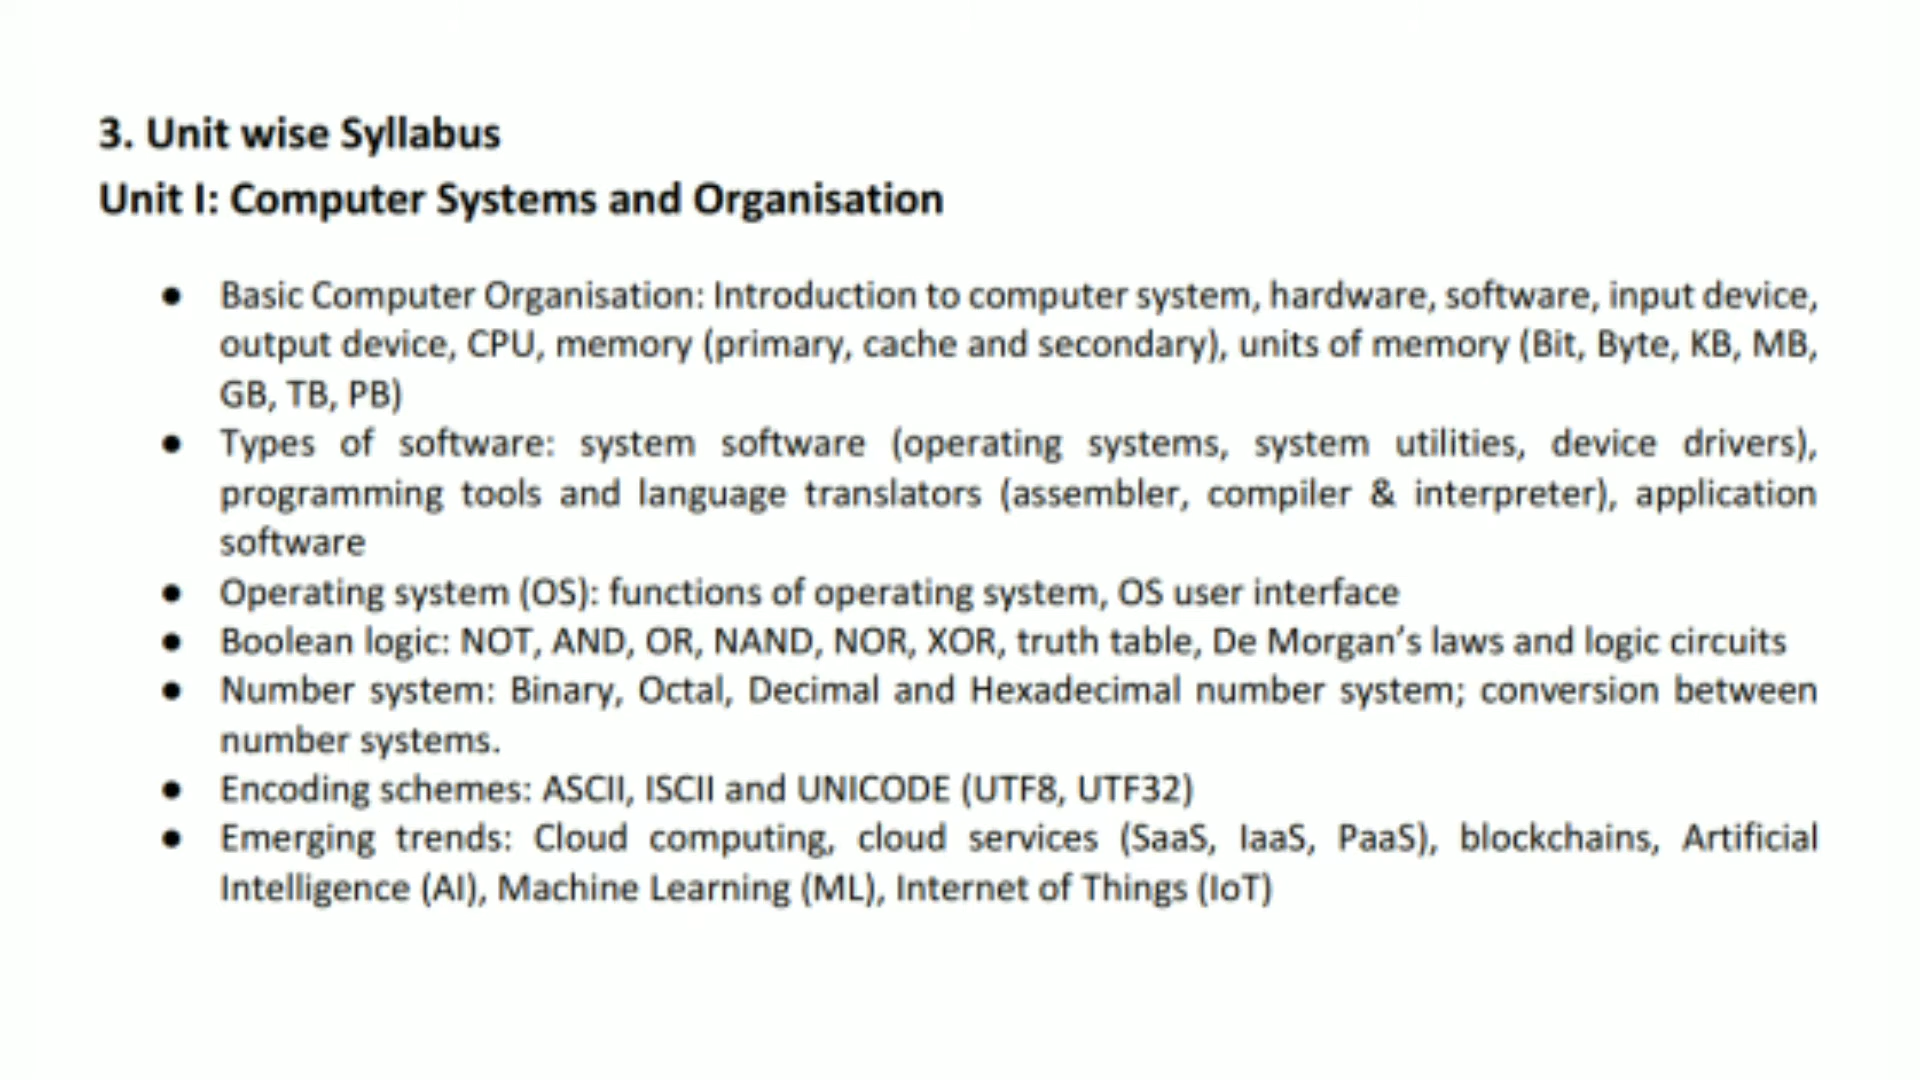 3. Unit wise Syllabus
Unit I: Computer Systems and Organisation
● Basic Computer Organisation: Introduction to computer system, hardware, software, input device,
output device, CPU, memory (primary, cache and secondary), units of memory (Bit, Byte, KB, MB,
GB, TB, PB)
● Types of software: system software (operating systems, system utilities, device drivers),
programming tools and language translators (assembler, compiler & interpreter), application
software
● Operating system (OS): functions of operating system, OS user interface
● Boolean logic: NOT, AND, OR, NAND, NOR, XOR, truth table, De Morgan’s laws and logic circuits
● Number system: Binary, Octal, Decimal and Hexadecimal number system; conversion between
number systems.
● Encoding schemes: ASCII, ISCII and UNICODE (UTF8, UTF32)
● Emerging trends: Cloud computing, cloud services (SaaS, IaaS, PaaS), blockchains, Artificial
Intelligence (AI), Machine Learning (ML), Internet of Things (IoT)